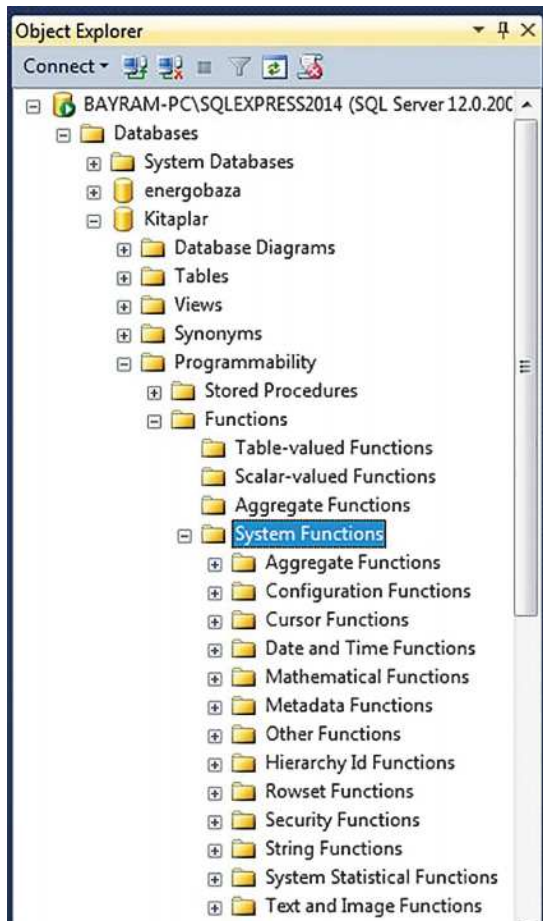 Object Explorer
Connect
BAYRAM-PC\SQLEXPRESS2014 (SQL Server 12.0.200
Databases
System Databases
energobaza
Kitaplar
Database Diagrams
Tables
Views
Synonyms
Programmability
Stored Procedures
Functions
Table-valued Functions
Scalar-valued Functions
Aggregate Functions
System Functions
Aggregate Functions
Configuration Functions
Cursor Functions
Date and Time Functions
Mathematical Functions
Metadata Functions
Other Functions
Hierarchy Id Functions
Rowset Functions
Security Functions
String Functions
System Statistical Functions
Text and Image Functions